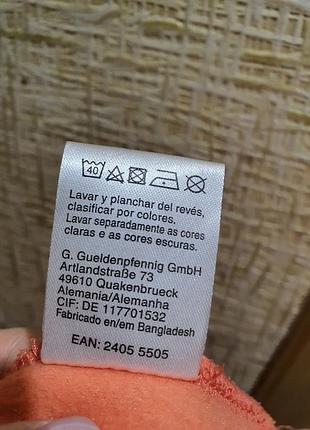 40
Lavar y planchar del revés,
clasificar por colores.
Lavar separadamente as cores
claras e as cores escuras.
G. Gueldenpfennig GmbH
Artlandstraße 73
49610 Quakenbrueck
Alemania/Alemanha
CIF: DE 117701532
Fabricado en/em Bangladesh
EAN: 2405 5505